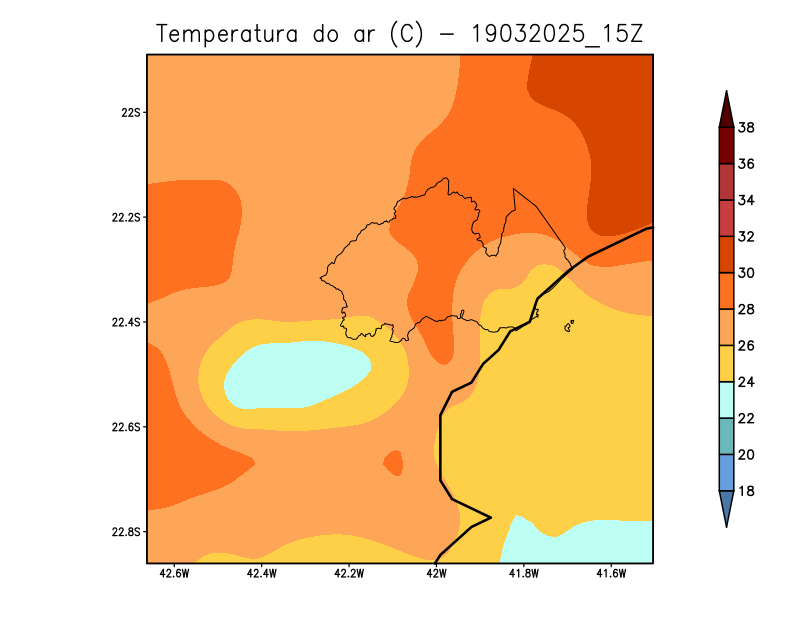 Temperatura do ar (C) – 19032025_15Z
22S
22.2S
22.4S
22.6S
22.8S
42.6W
42.4W
42.2W
42W
41.8W
41.6W
38
36
34
32
30
28
26
24
22
20
18